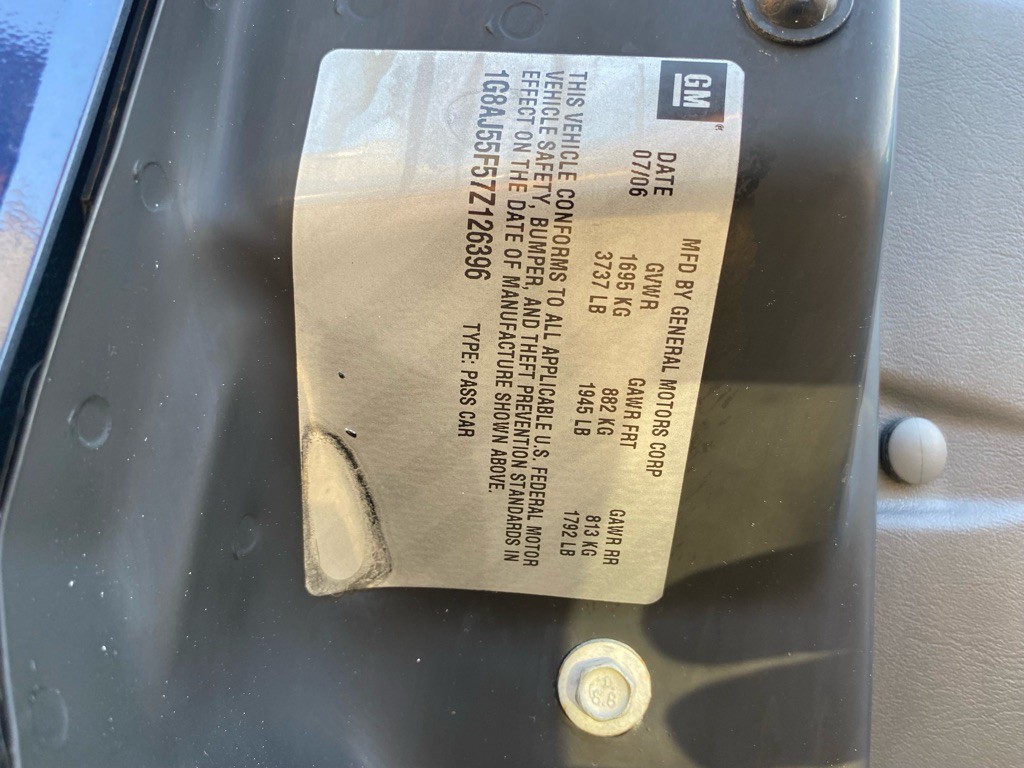 GM
MFD BY GENERAL MOTORS CORP
DATE GVWR GAWR FRT GAWR RR
07/06 1695 KG 882 KG 813 KG
3737 LB 1945 LB 1792 LB
THIS VEHICLE CONFORMS TO ALL APPLICABLE U.S. FEDERAL MOTOR
VEHICLE SAFETY, BUMPER, AND THEFT PREVENTION STANDARDS IN
EFFECT ON THE DATE OF MANUFACTURE SHOWN ABOVE.
1G8AJ55F57Z126396 TYPE: PASS CAR